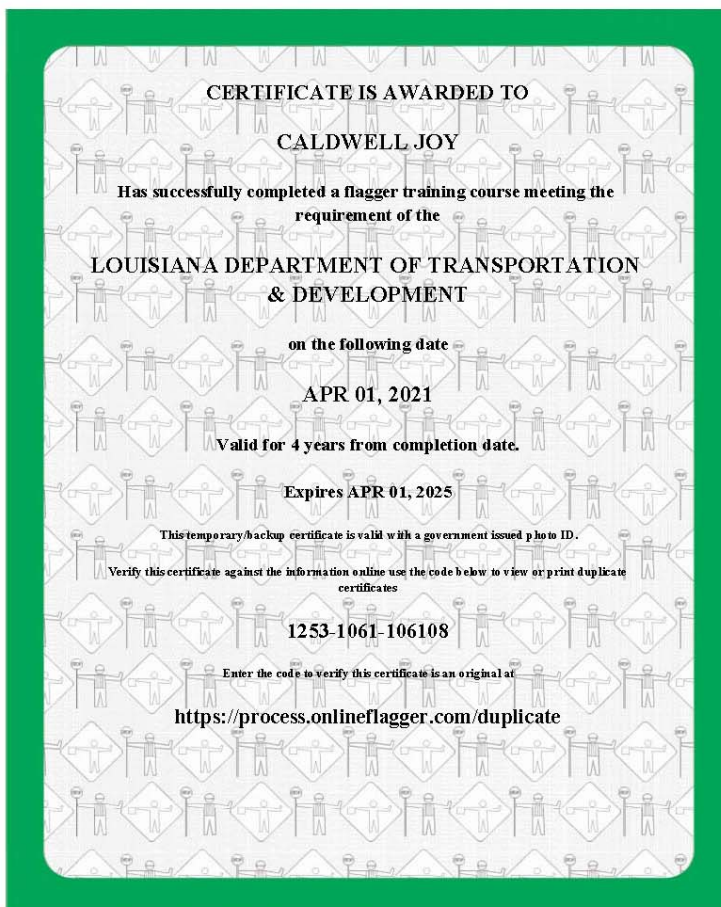 CERTIFICATE IS AWARDED TO
CALDWELL JOY
Has successfully completed a flagger training course meeting the
requirement of the
LOUISIANA DEPARTMENT OF TRANSPORTATION
& DEVELOPMENT
on the following date
APR 01, 2021
Valid for 4 years from completion date.
Expires APR 01, 2025
This temporary/backup certificate is valid with a government issued photo ID.
Verify this certificate against the information online use the code below to view or print duplicate
certificates
1253-1061-106108
Enter the code to verify this certificate is an original at
https://process.onlineflagger.com/duplicate